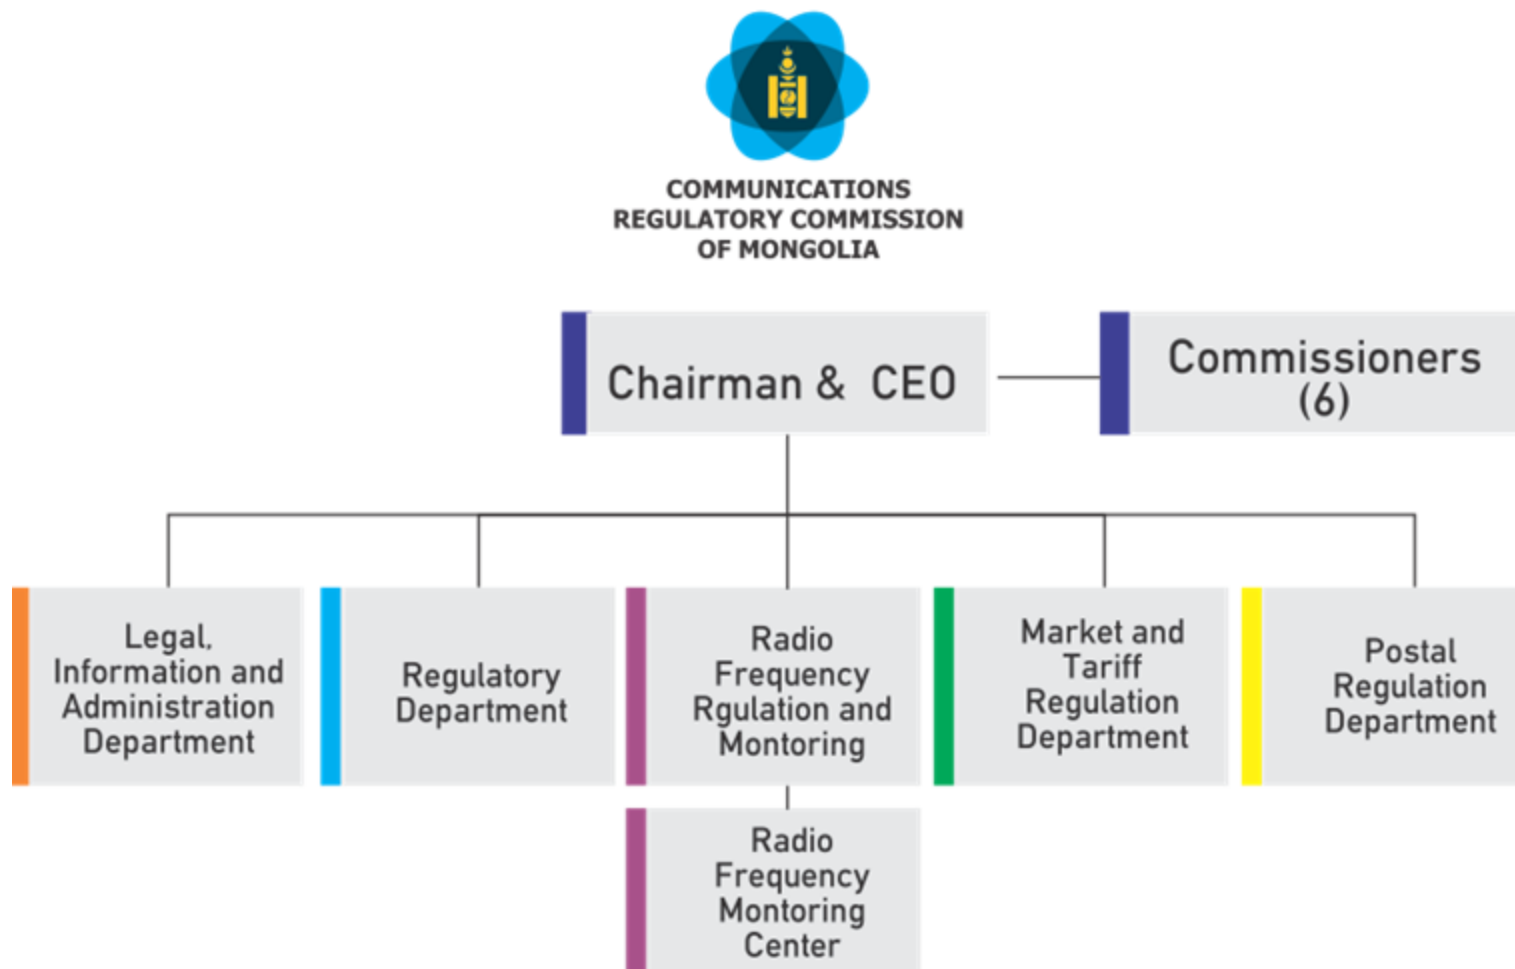 COMMUNICATIONS
REGULATORY COMMISSION
OF MONGOLIA
Chairman & CEO
Commissioners
(6)
Legal,
Information and
Administration
Department
Regulatory
Department
Radio
Frequency
Rgulation and
Montoring
Market and
Tariff
Regulation
Department
Postal
Regulation
Department
Radio
Frequency
Montoring
Center